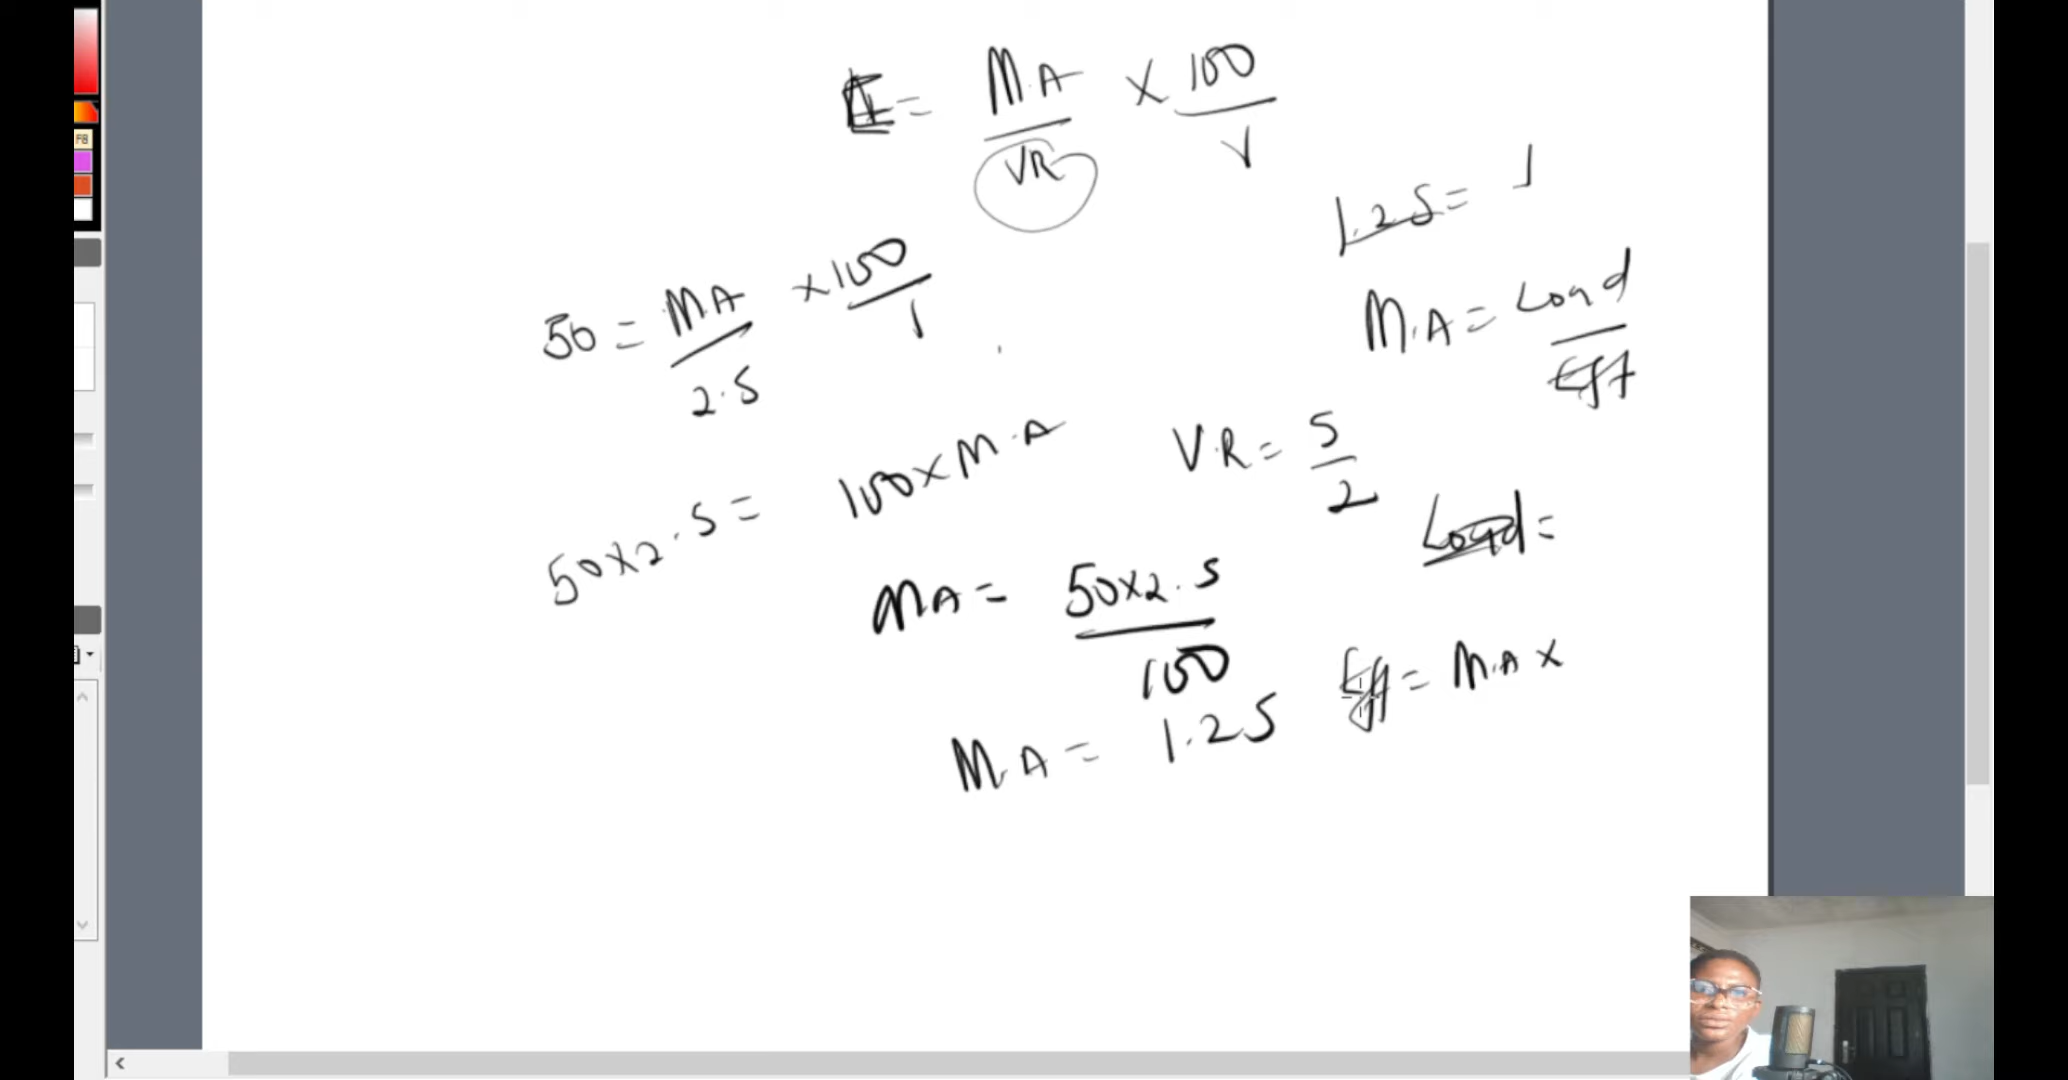 E = M.A/VR × 100/1
1.25 = 1
50 = M.A/2.5 × 100/1
M.A = Load/Eff
50×2.5 = 100×M.A
V.R = 5/2
Load =
M.A = 50×2.5/100
Eff = M.A ×
M.A = 1.25